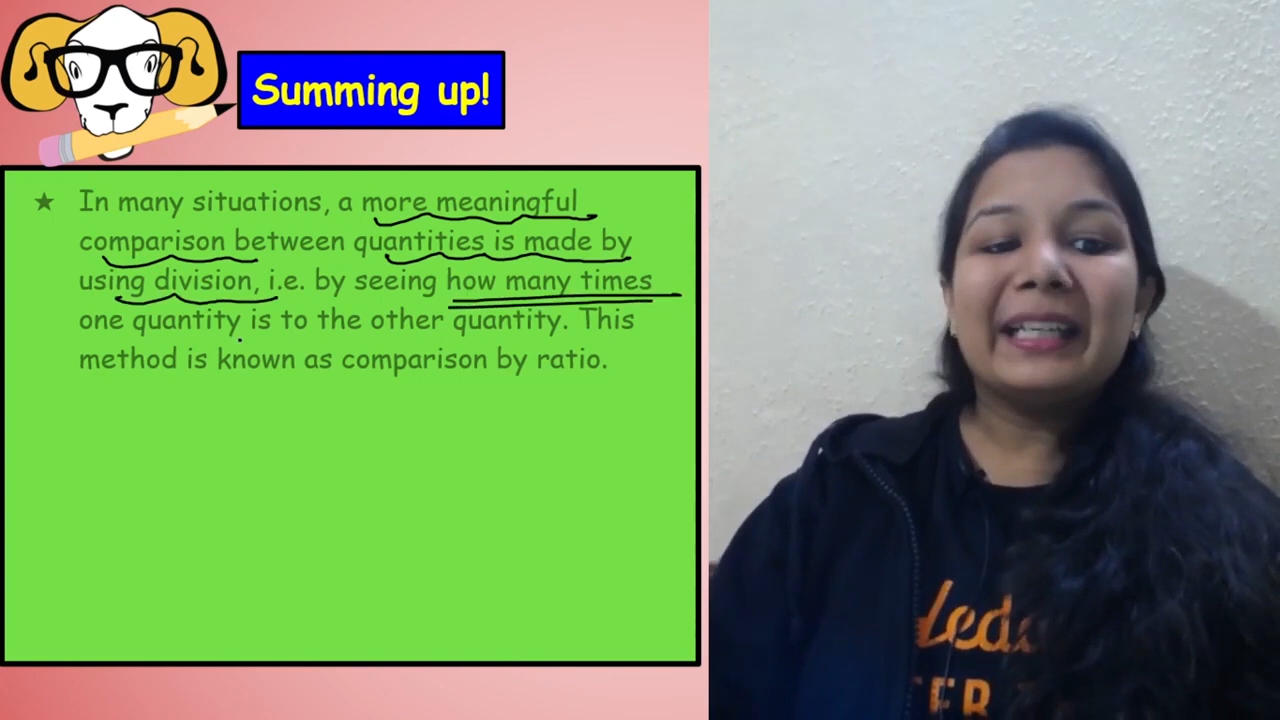 Summing up!
★ In many situations, a more meaningful
comparison between quantities is made by
using division, i.e. by seeing how many times
one quantity is to the other quantity. This
method is known as comparison by ratio.